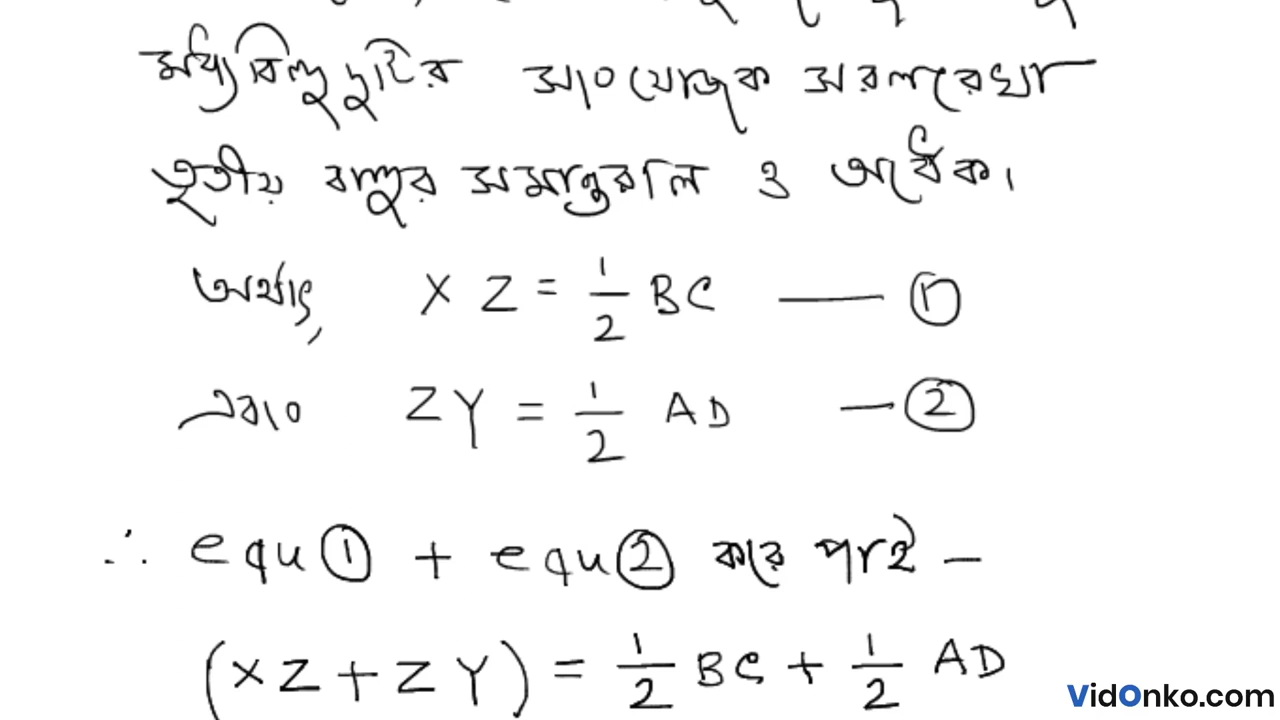 মধ্যবিন্দু দুটির সংযোজক সরলরেখা
তৃতীয় বাহুর সমান্তরাল ও অর্ধেক।
অর্থাৎ, XZ = 1/2 BC —— ①
এবং ZY = 1/2 AD — ②
∴ equ ① + equ ② করে পাই —
(XZ + ZY) = 1/2 BC + 1/2 AD
VidOnko.com